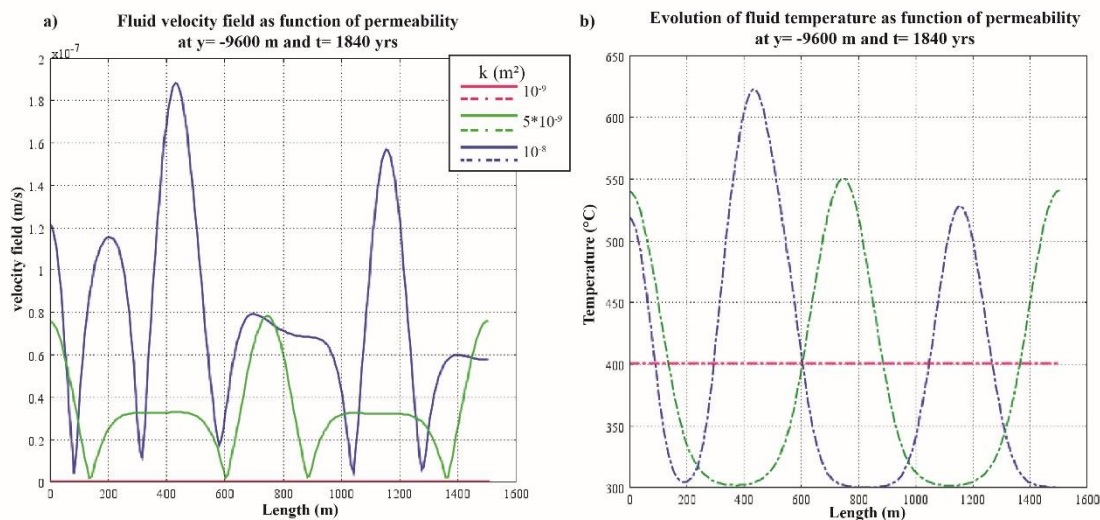 a)
Fluid velocity field as function of permeability
at y= -9600 m and t= 1840 yrs
x10-7
2
1.8
1.6
1.4
1.2
1
0.8
0.6
0.4
0.2
0
0 200 400 600 800 1000 1200 1400 1600
velocity field (m/s)
Length (m)
k (m²)
10⁻⁹
5*10⁻⁹
10⁻⁸
b)
Evolution of fluid temperature as function of permeability
at y= -9600 m and t= 1840 yrs
650
600
550
500
450
400
350
300
0 200 400 600 800 1000 1200 1400 1600
Temperature (°C)
Length (m)